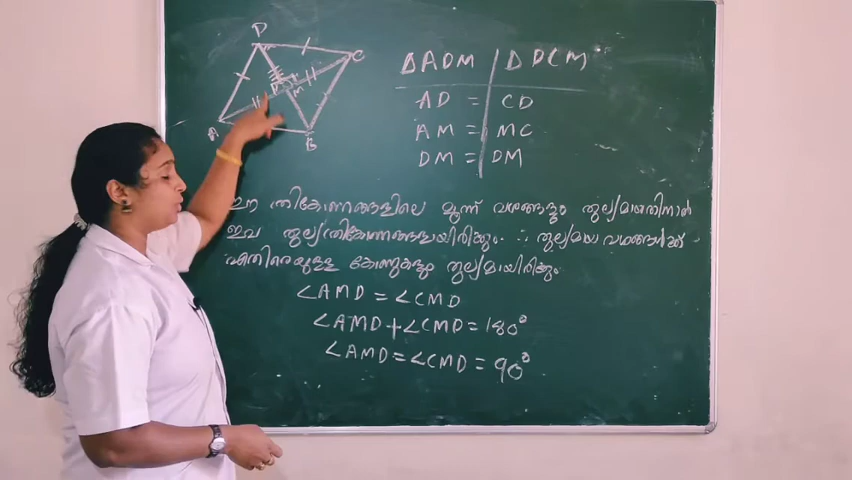 D
C
M
A
B
ΔADM | ΔDCM
AD = CD
AM = MC
DM = DM
ഈ ത്രികോണങ്ങളിലെ മൂന്ന് വശങ്ങളും തുല്യമായതിനാൽ
ഇവ തുല്യത്രികോണങ്ങളായിരിക്കും. ∴ തുല്യമായ വശങ്ങൾക്ക്
എതിരെയുള്ള കോണുകളും തുല്യമായിരിക്കും.
∠AMD = ∠CMD
∠AMD + ∠CMD = 180°
∠AMD = ∠CMD = 90°